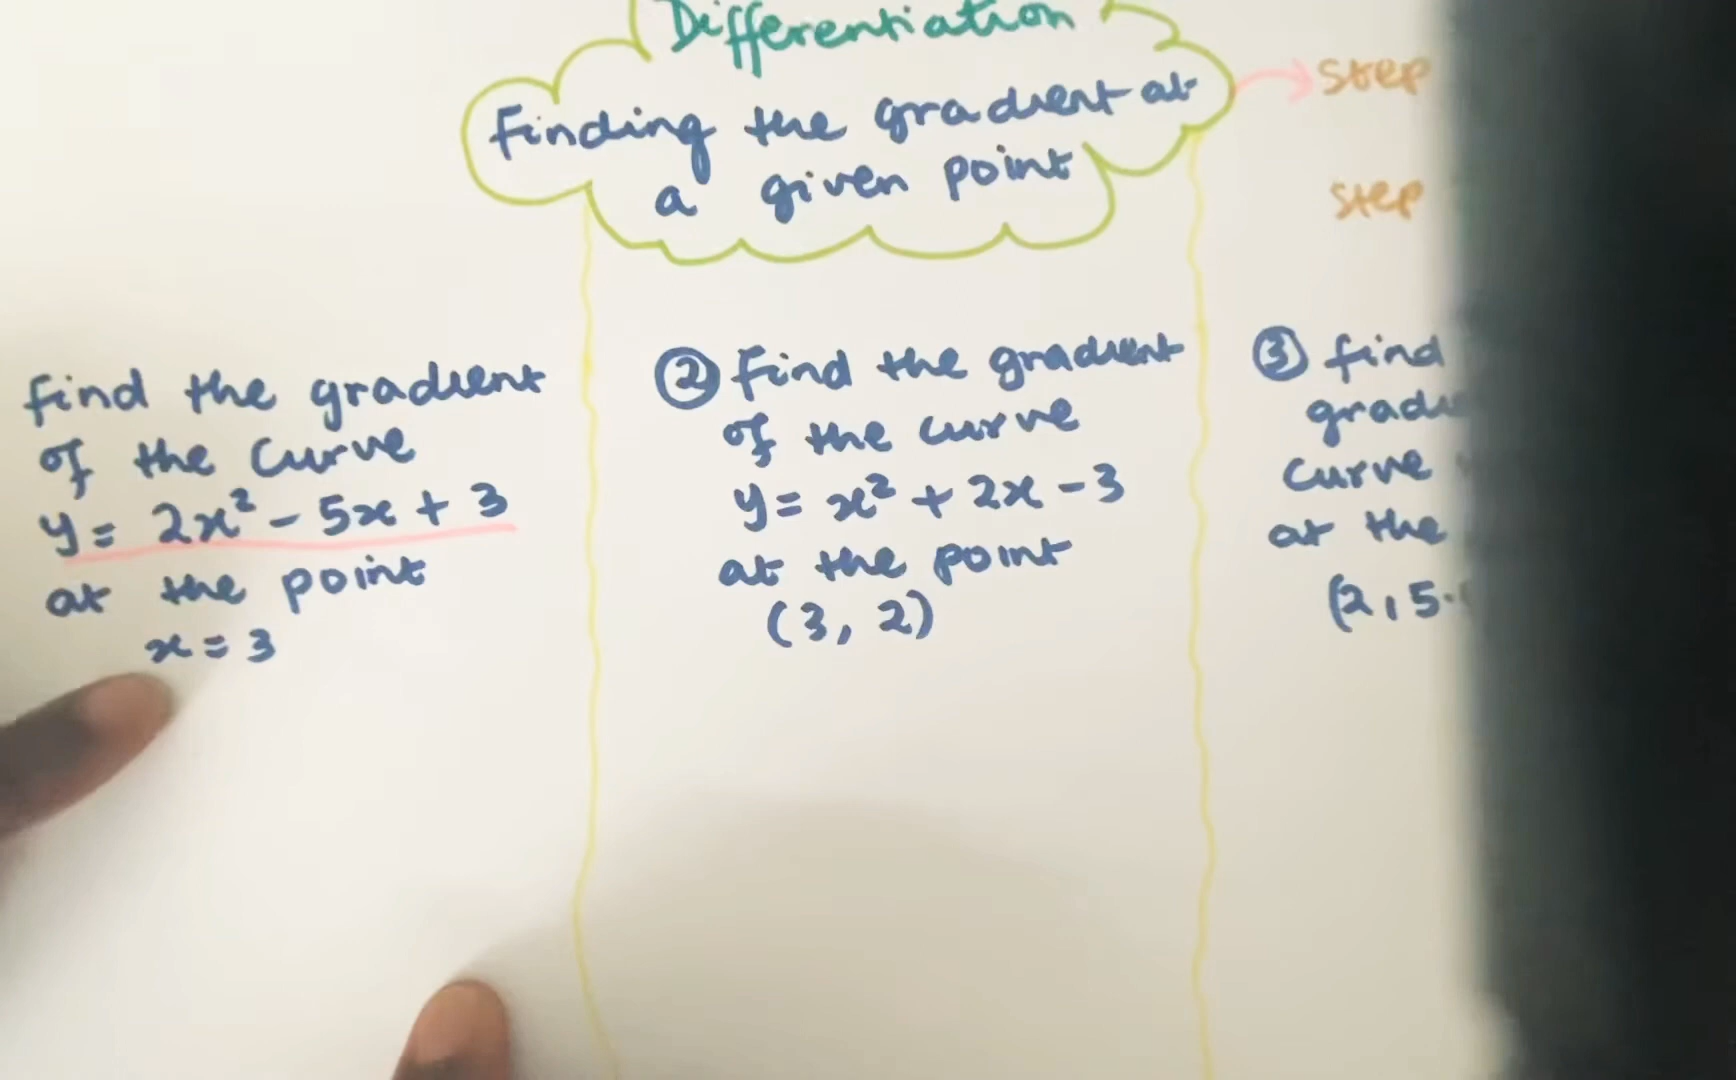 Differentiation
Finding the gradient at
a given point
step
step
find the gradient
of the curve
y = 2x² - 5x + 3
at the point
x = 3
② Find the gradient
of the curve
y = x² + 2x - 3
at the point
(3, 2)
③ find
curve
at the
(2, 5.